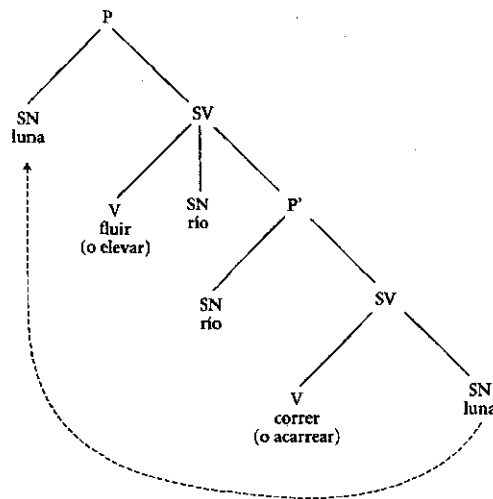 P
SN
luna
SV
V
fluir
(o elevar)
SN
río
P'
SN
río
SV
V
correr
(o acarrear)
SN
luna